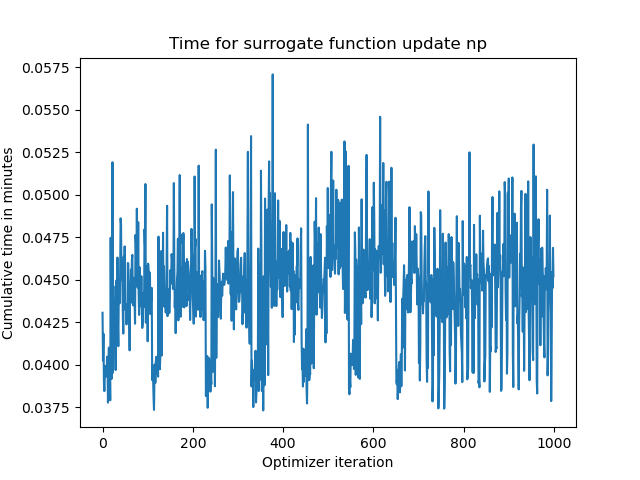 Time for surrogate function update np
Cumulative time in minutes
0.0575
0.0550
0.0525
0.0500
0.0475
0.0450
0.0425
0.0400
0.0375
0 200 400 600 800 1000
Optimizer iteration